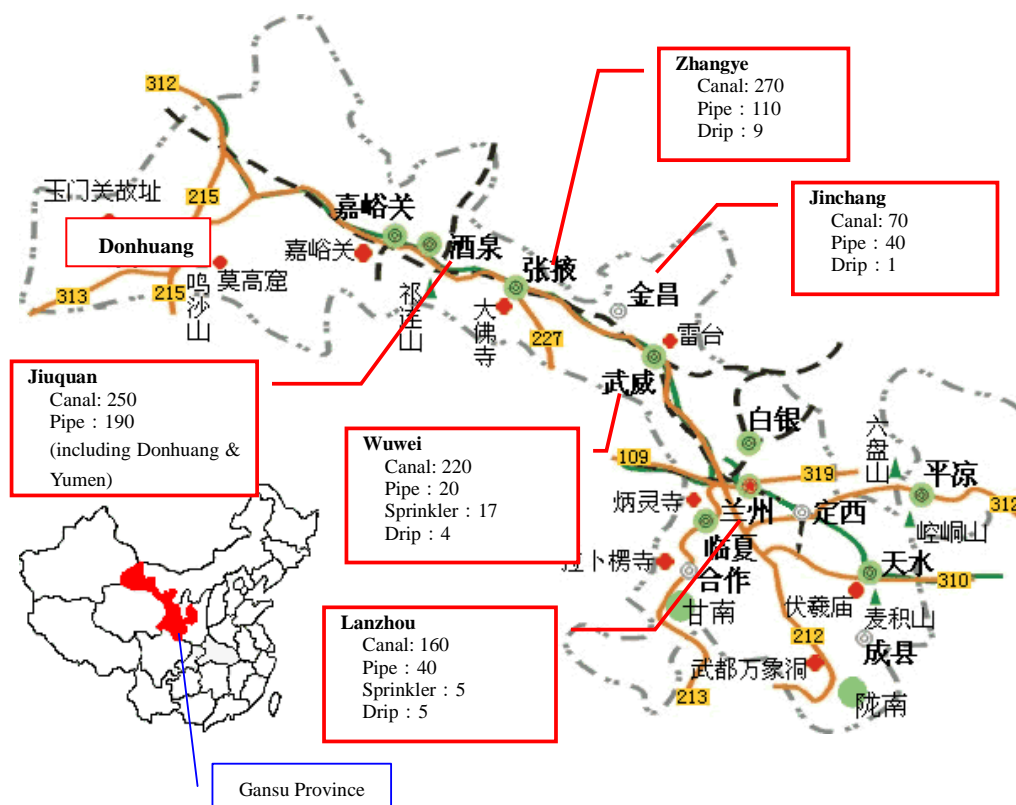 312
Zhangye
Canal: 270
Pipe : 110
Drip : 9
玉门关故址
215
嘉峪关
Jinchang
Canal: 70
Pipe : 40
Drip : 1
Donhuang
嘉峪关
酒泉
张掖
莫高窟
金昌
313
215
鸣沙山
祁连山
大佛寺
227
雷台
武威
Jiuquan
Canal: 250
Pipe : 190
(including Donhuang &
Yumen)
白银
六盘山
Wuwei
Canal: 220
Pipe : 20
Sprinkler : 17
Drip : 4
109
319
平凉
炳灵寺
兰州
定西
312
崆峒山
临夏
拉卜楞寺
合作
天水
310
甘南
伏羲庙
麦积山
Lanzhou
Canal: 160
Pipe : 40
Sprinkler : 5
Drip : 5
212
成县
武都万象洞
213
陇南
Gansu Province